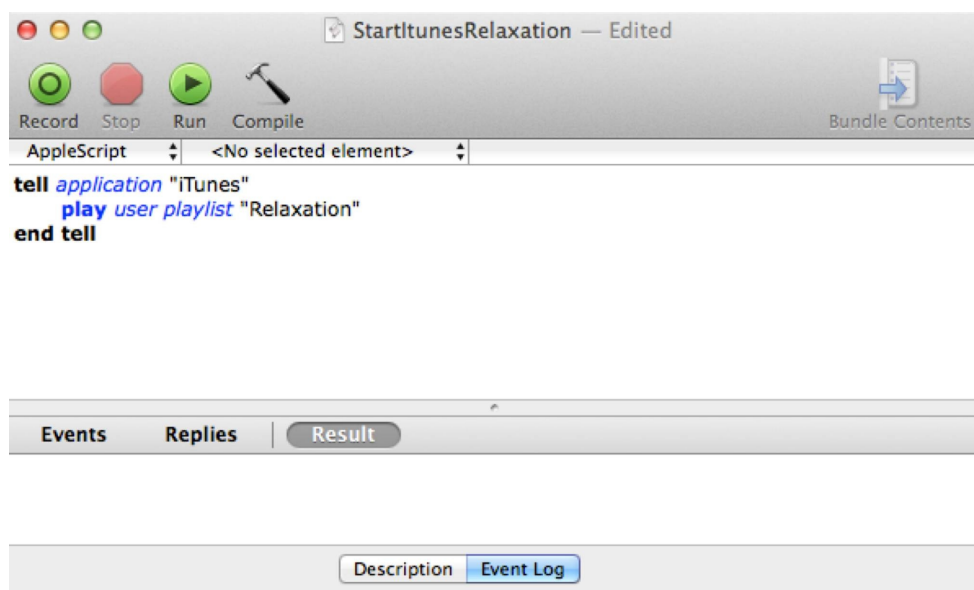 StartItunesRelaxation — Edited
Record Stop Run Compile Bundle Contents
AppleScript <No selected element>
tell application "iTunes"
play user playlist "Relaxation"
end tell
Events Replies Result
Description Event Log